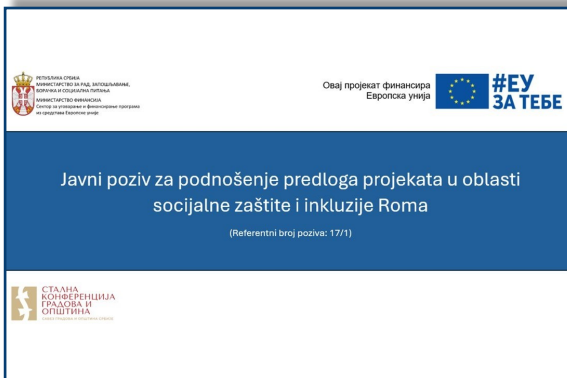 РЕПУБЛИКА СРБИЈА
МИНИСТАРСТВО ЗА РАД, ЗАПОШЉАВАЊЕ,
БОРАЧКА И СОЦИЈАЛНА ПИТАЊА
МИНИСТАРСТВО ФИНАНСИЈА
Сектор за уговарање и финансирање програма
из средстава Европске уније
Овај пројекат финансира
Европска унија
#ЕУ
ЗА ТЕБЕ
Javni poziv za podnošenje predloga projekata u oblasti
socijalne zaštite i inkluzije Roma
(Referentni broj poziva: 17/1)
СТАЛНА
КОНФЕРЕНЦИЈА
ГРАДОВА И
ОПШТИНА